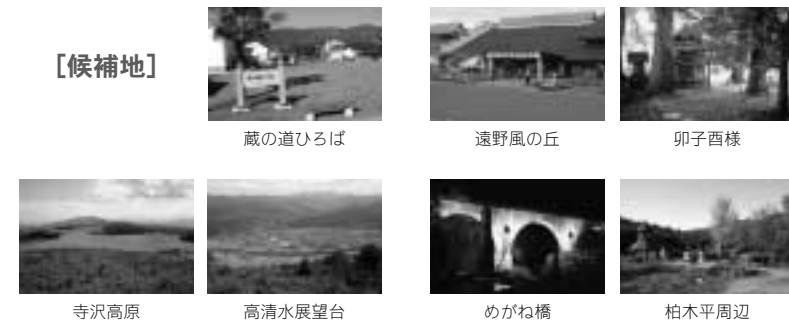 [候補地]
蔵の道ひろば
遠野風の丘
卯子酉様
寺沢高原
高清水展望台
めがね橋
柏木平周辺